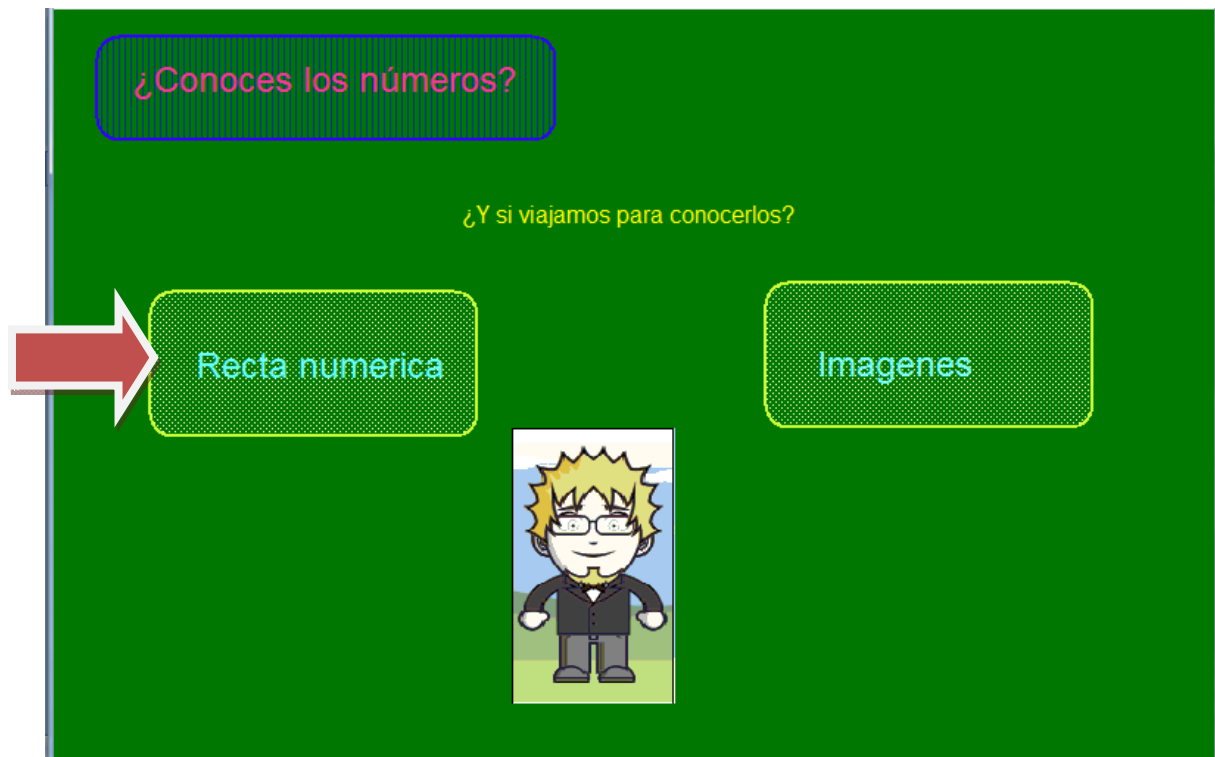 ¿Conoces los números?
¿Y si viajamos para conocerlos?
Recta numerica
Imagenes